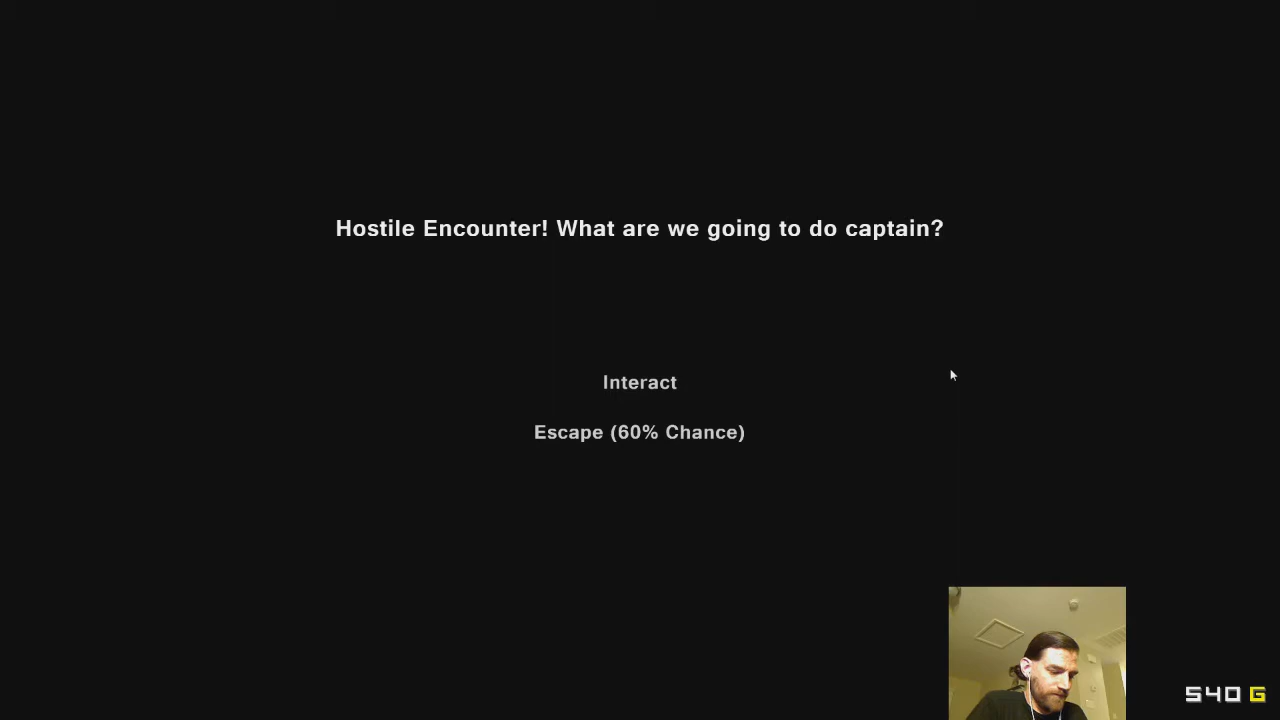 Hostile Encounter! What are we going to do captain?
Interact
Escape (60% Chance)
540 G